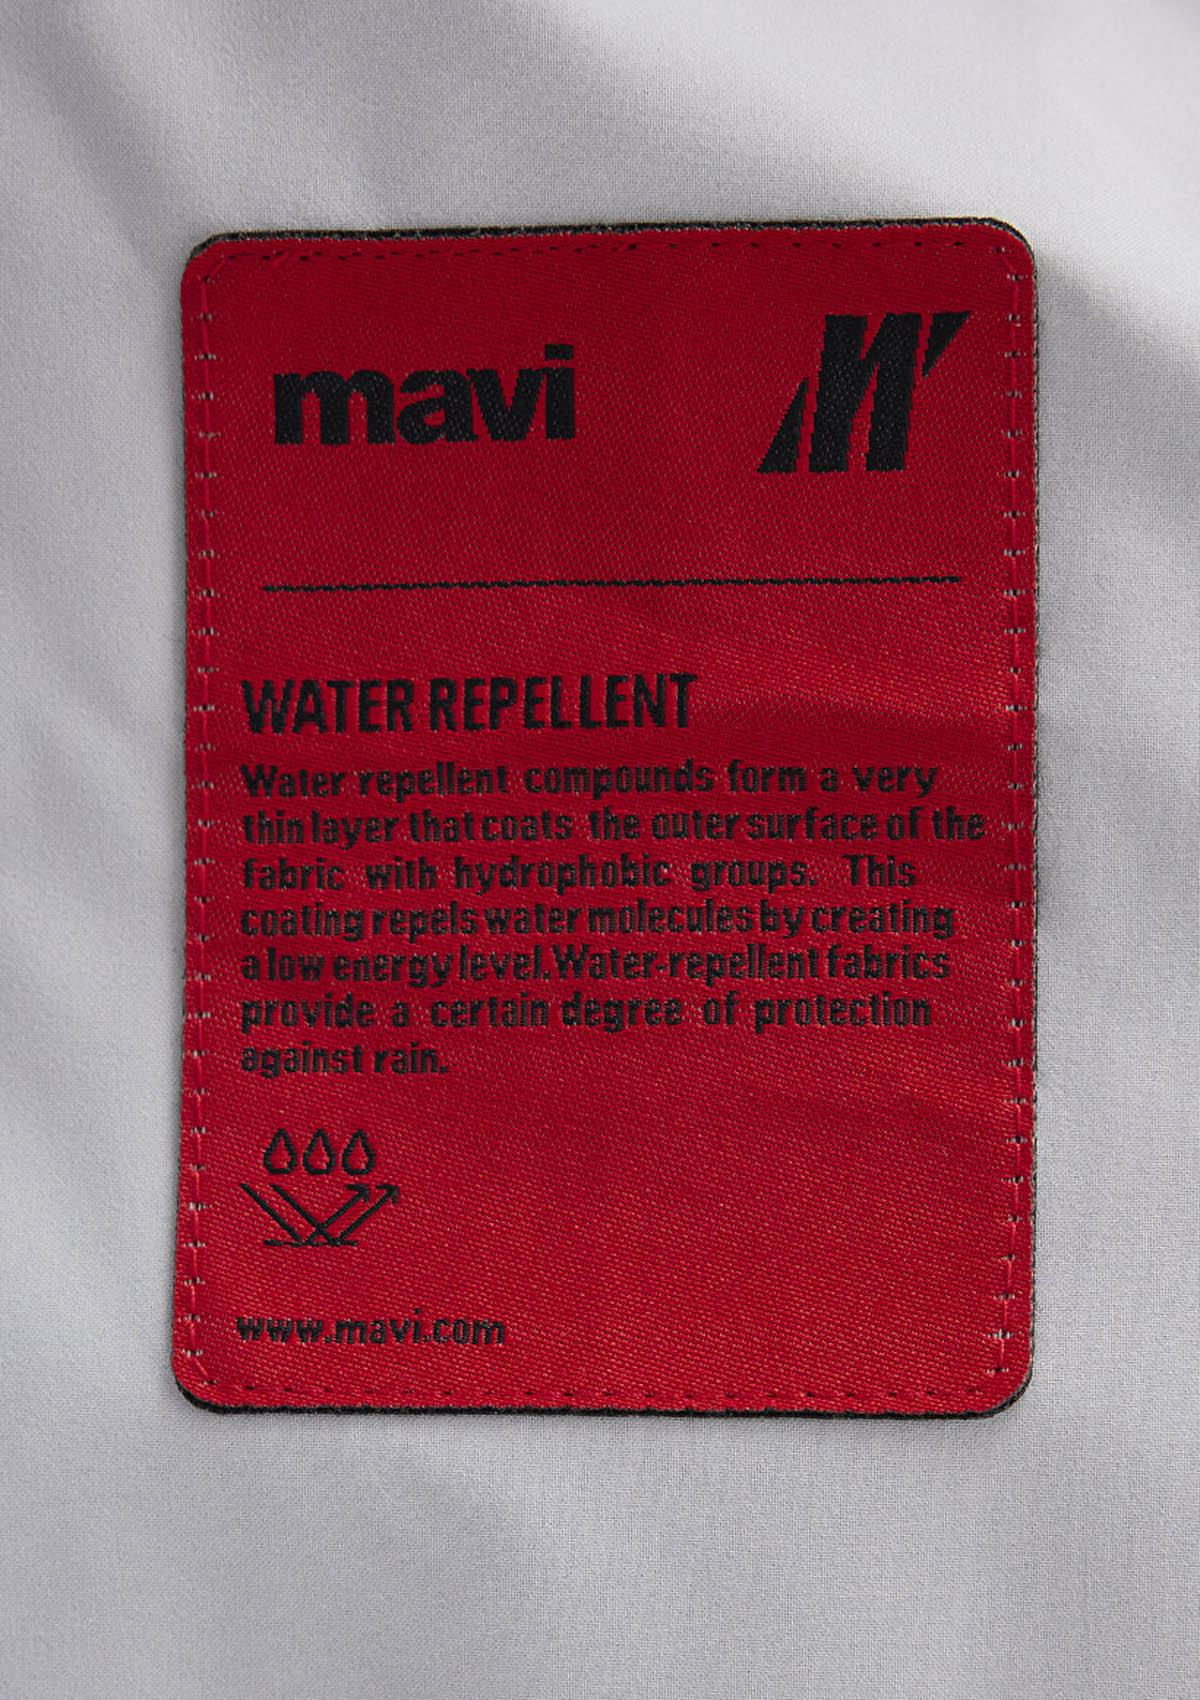 mavi
WATER REPELLENT
Water repellent compounds form a very
thin layer that coats the outer surface of the
fabric with hydrophobic groups. This
coating repels water molecules by creating
a low energy level.Water-repellent fabrics
provide a certain degree of protection
against rain.
www.mavi.com